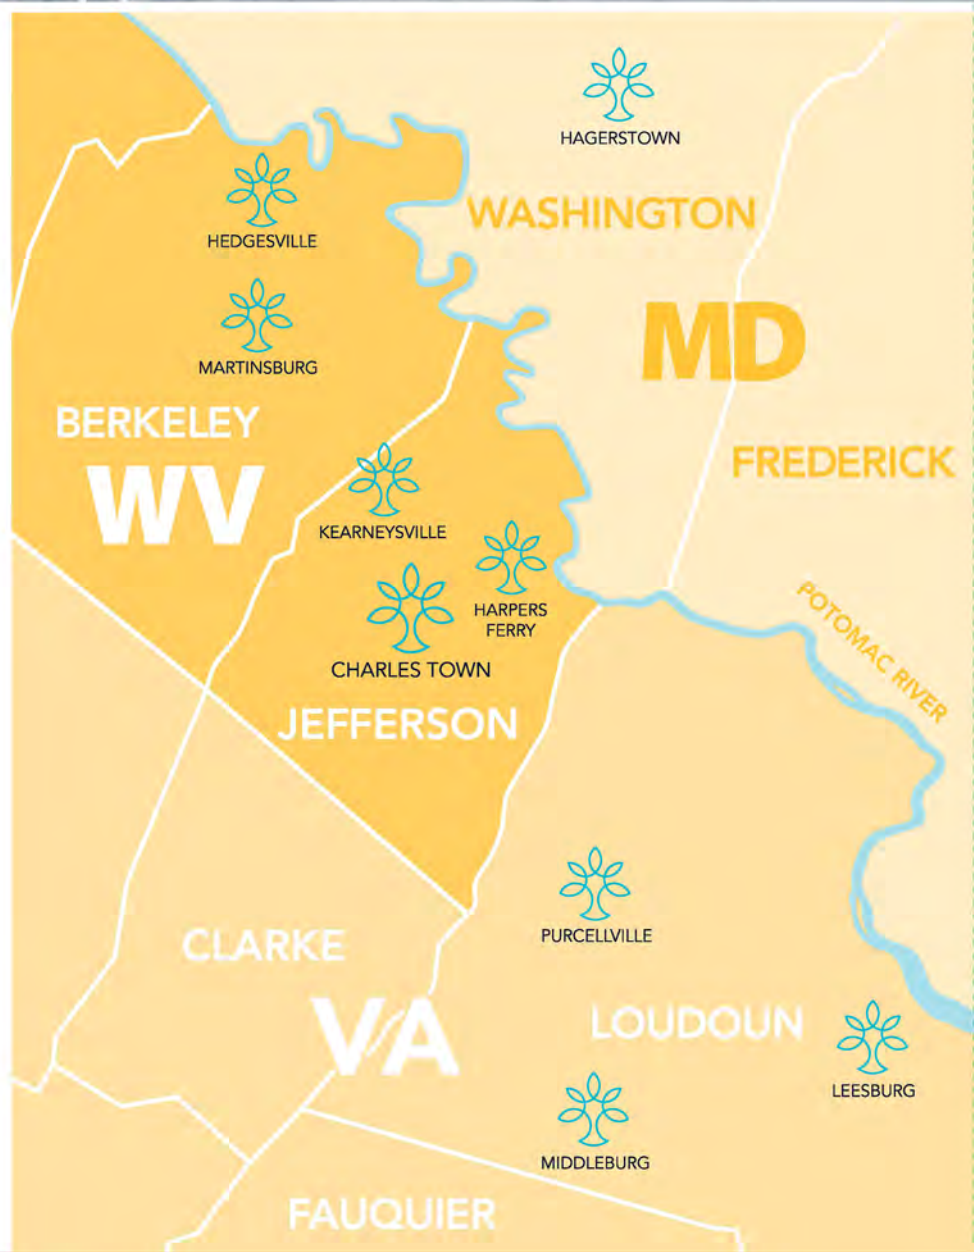 HAGERSTOWN
WASHINGTON
HEDGESVILLE
MD
MARTINSBURG
BERKELEY
WV
FREDERICK
KEARNEYSVILLE
HARPERS
FERRY
CHARLES TOWN
POTOMAC RIVER
JEFFERSON
PURCELLVILLE
CLARKE
VA
LOUDOUN
LEESBURG
MIDDLEBURG
FAUQUIER